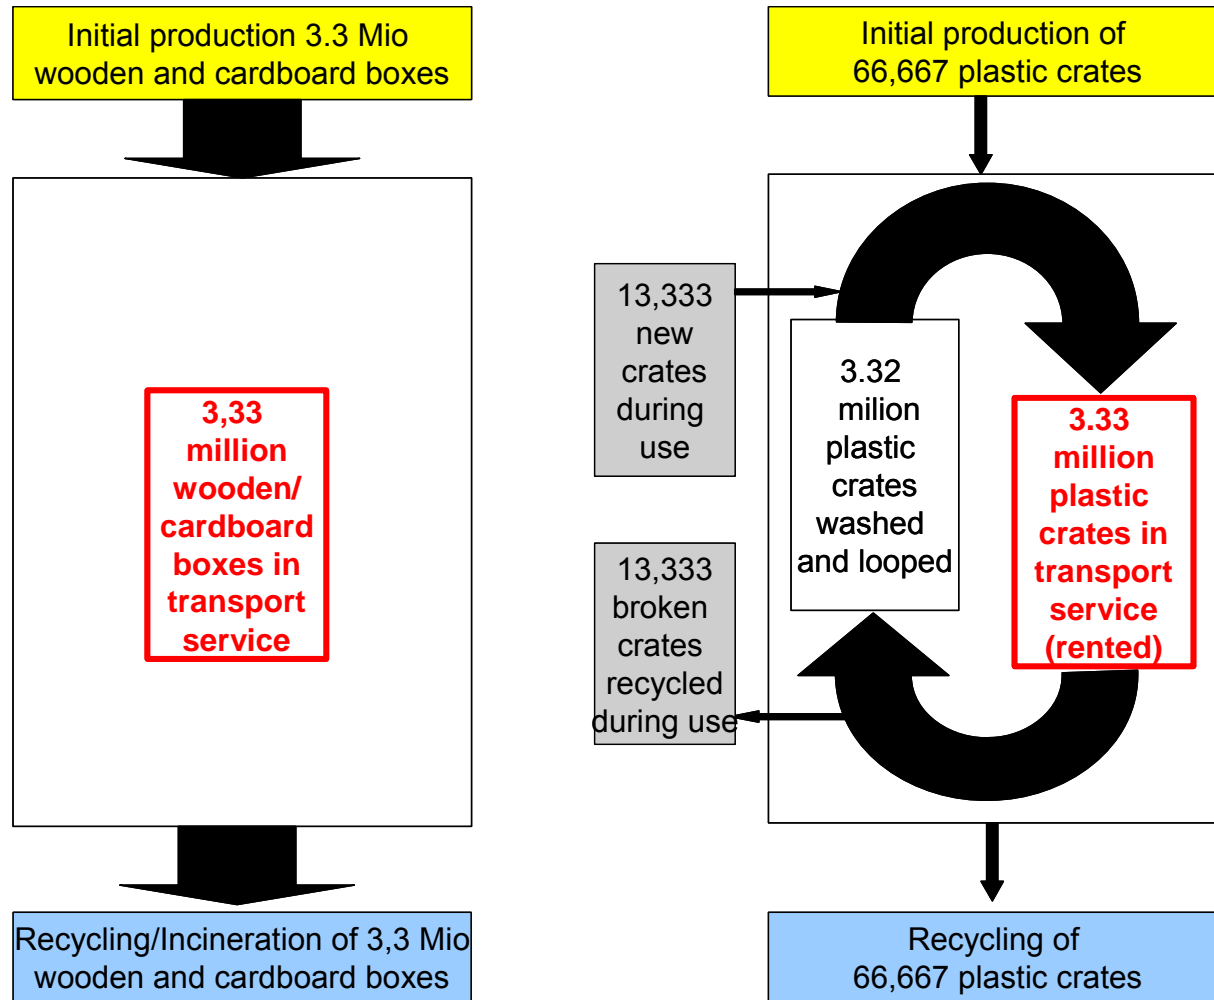 Initial production 3.3 Mio
wooden and cardboard boxes
3,33
million
wooden/
cardboard
boxes in
transport
service
Recycling/Incineration of 3,3 Mio
wooden and cardboard boxes
Initial production of
66,667 plastic crates
13,333
new
crates
during
use
3.32
milion
plastic
crates
washed
and looped
3.33
million
plastic
crates in
transport
service
(rented)
13,333
broken
crates
recycled
during use
Recycling of
66,667 plastic crates